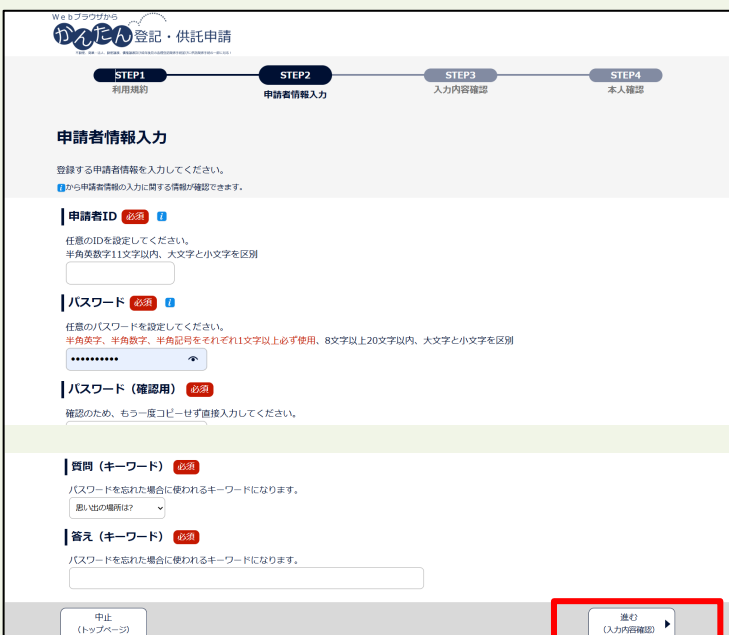 Webブラウザから
かんたん登記・供託申請
STEP1
利用規約
STEP2
申請者情報入力
STEP3
入力内容確認
STEP4
本人確認
申請者情報入力
登録する申請者情報を入力してください。
iから申請者情報の入力に関する情報が確認できます。
申請者ID 必須 i
任意のIDを設定してください。
半角英数字11文字以内、大文字と小文字を区別
パスワード 必須 i
任意のパスワードを設定してください。
半角英字、半角数字、半角記号をそれぞれ1文字以上必ず使用、8文字以上20文字以内、大文字と小文字を区別
••••••••••
パスワード（確認用） 必須
確認のため、もう一度コピーせず直接入力してください。
質問（キーワード） 必須
パスワードを忘れた場合に使われるキーワードになります。
思い出の場所は?
答え（キーワード） 必須
パスワードを忘れた場合に使われるキーワードになります。
中止
（トップページ）
進む
（入力内容確認）